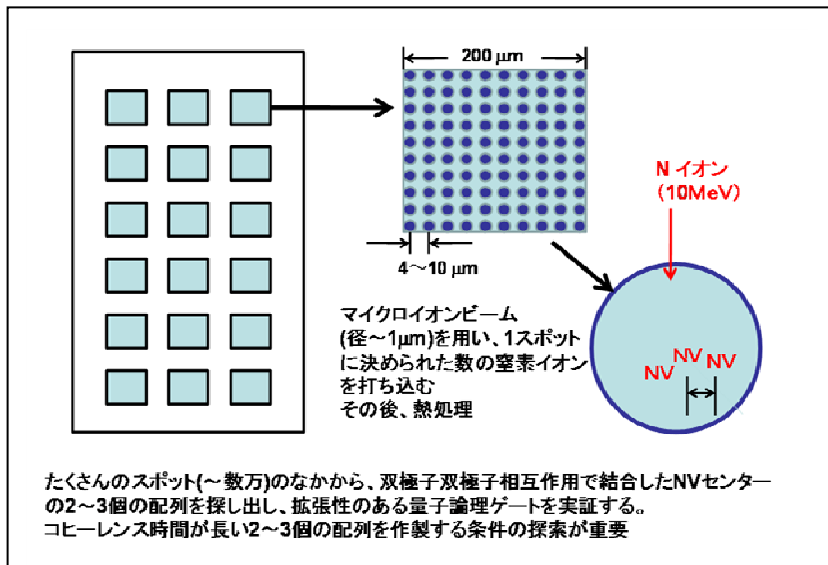 200 μm
4～10 μm
N イオン
(10MeV)
NV NV NV
マイクロイオンビーム
(径～1μm)を用い、1スポット
に決められた数の窒素イオン
を打ち込む
その後、熱処理
たくさんのスポット(～数万)のなかから、双極子双極子相互作用で結合したNVセンター
の2～3個の配列を探し出し、拡張性のある量子論理ゲートを実証する。
コヒーレンス時間が長い2～3個の配列を作製する条件の探索が重要